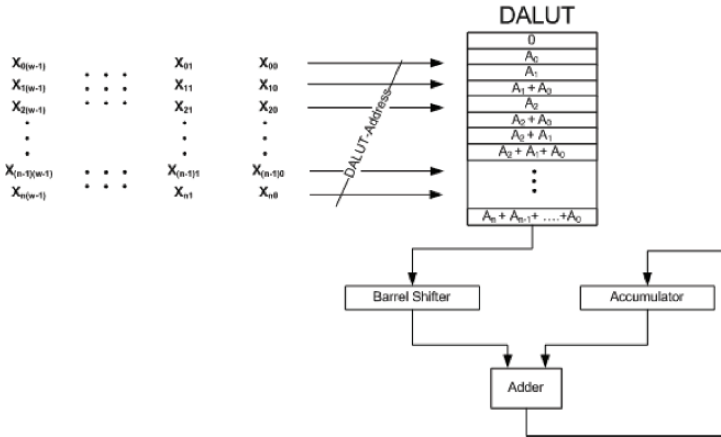 DALUT
0
X0(w-1) X01 X00
A0
A1
X1(w-1) X11 X10
A1 + A0
X2(w-1) X21 X20
A2
A2 + A0
A2 + A1
A2 + A1+ A0
DALUT-Address
X(n-1)(w-1) X(n-1)1 X(n-1)0
Xn(w-1) Xn1 Xn0
An + An-1+ ....+A0
Barrel Shifter
Accumulator
Adder